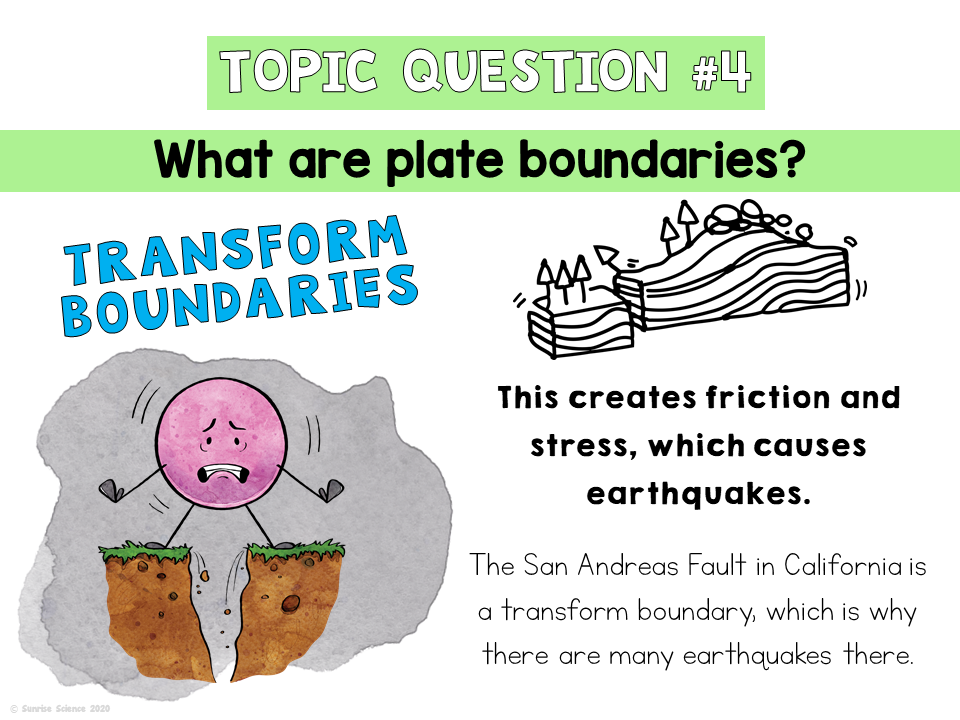 TOPIC QUESTION #4
What are plate boundaries?
TRANSFORM
BOUNDARIES
This creates friction and
stress, which causes
earthquakes.
The San Andreas Fault in California is
a transform boundary, which is why
there are many earthquakes there.
© Sunrise Science 2020